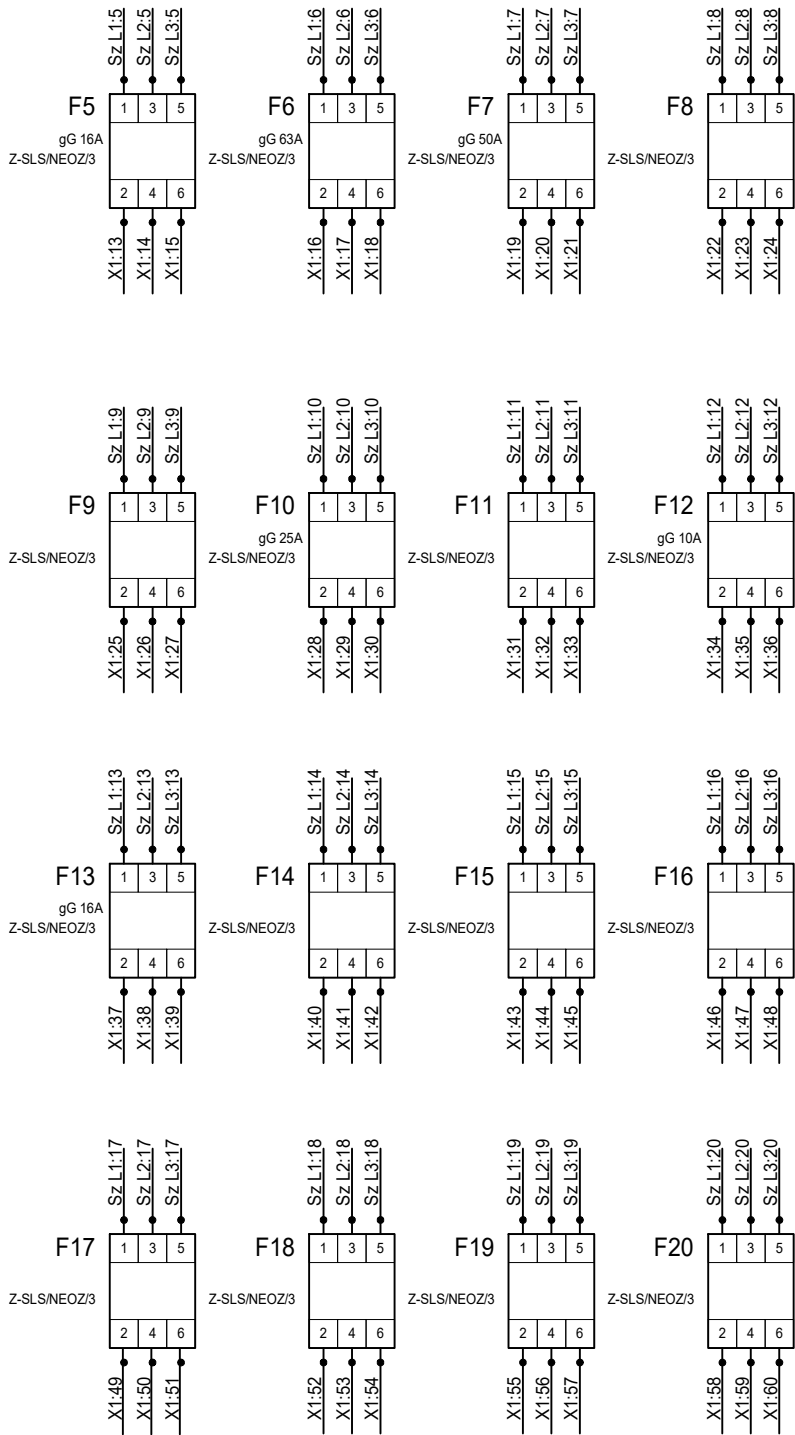 Sz L1:5 Sz L2:5 Sz L3:5
F5 1 3 5
gG 16A
Z-SLS/NEOZ/3
2 4 6
X1:13 X1:14 X1:15
Sz L1:6 Sz L2:6 Sz L3:6
F6 1 3 5
gG 63A
Z-SLS/NEOZ/3
2 4 6
X1:16 X1:17 X1:18
Sz L1:7 Sz L2:7 Sz L3:7
F7 1 3 5
gG 50A
Z-SLS/NEOZ/3
2 4 6
X1:19 X1:20 X1:21
Sz L1:8 Sz L2:8 Sz L3:8
F8 1 3 5
Z-SLS/NEOZ/3
2 4 6
X1:22 X1:23 X1:24
Sz L1:9 Sz L2:9 Sz L3:9
F9 1 3 5
Z-SLS/NEOZ/3
2 4 6
X1:25 X1:26 X1:27
Sz L1:10 Sz L2:10 Sz L3:10
F10 1 3 5
gG 25A
Z-SLS/NEOZ/3
2 4 6
X1:28 X1:29 X1:30
Sz L1:11 Sz L2:11 Sz L3:11
F11 1 3 5
Z-SLS/NEOZ/3
2 4 6
X1:31 X1:32 X1:33
Sz L1:12 Sz L2:12 Sz L3:12
F12 1 3 5
gG 10A
Z-SLS/NEOZ/3
2 4 6
X1:34 X1:35 X1:36
Sz L1:13 Sz L2:13 Sz L3:13
F13 1 3 5
gG 16A
Z-SLS/NEOZ/3
2 4 6
X1:37 X1:38 X1:39
Sz L1:14 Sz L2:14 Sz L3:14
F14 1 3 5
Z-SLS/NEOZ/3
2 4 6
X1:40 X1:41 X1:42
Sz L1:15 Sz L2:15 Sz L3:15
F15 1 3 5
Z-SLS/NEOZ/3
2 4 6
X1:43 X1:44 X1:45
Sz L1:16 Sz L2:16 Sz L3:16
F16 1 3 5
Z-SLS/NEOZ/3
2 4 6
X1:46 X1:47 X1:48
Sz L1:17 Sz L2:17 Sz L3:17
F17 1 3 5
Z-SLS/NEOZ/3
2 4 6
X1:49 X1:50 X1:51
Sz L1:18 Sz L2:18 Sz L3:18
F18 1 3 5
Z-SLS/NEOZ/3
2 4 6
X1:52 X1:53 X1:54
Sz L1:19 Sz L2:19 Sz L3:19
F19 1 3 5
Z-SLS/NEOZ/3
2 4 6
X1:55 X1:56 X1:57
Sz L1:20 Sz L2:20 Sz L3:20
F20 1 3 5
Z-SLS/NEOZ/3
2 4 6
X1:58 X1:59 X1:60